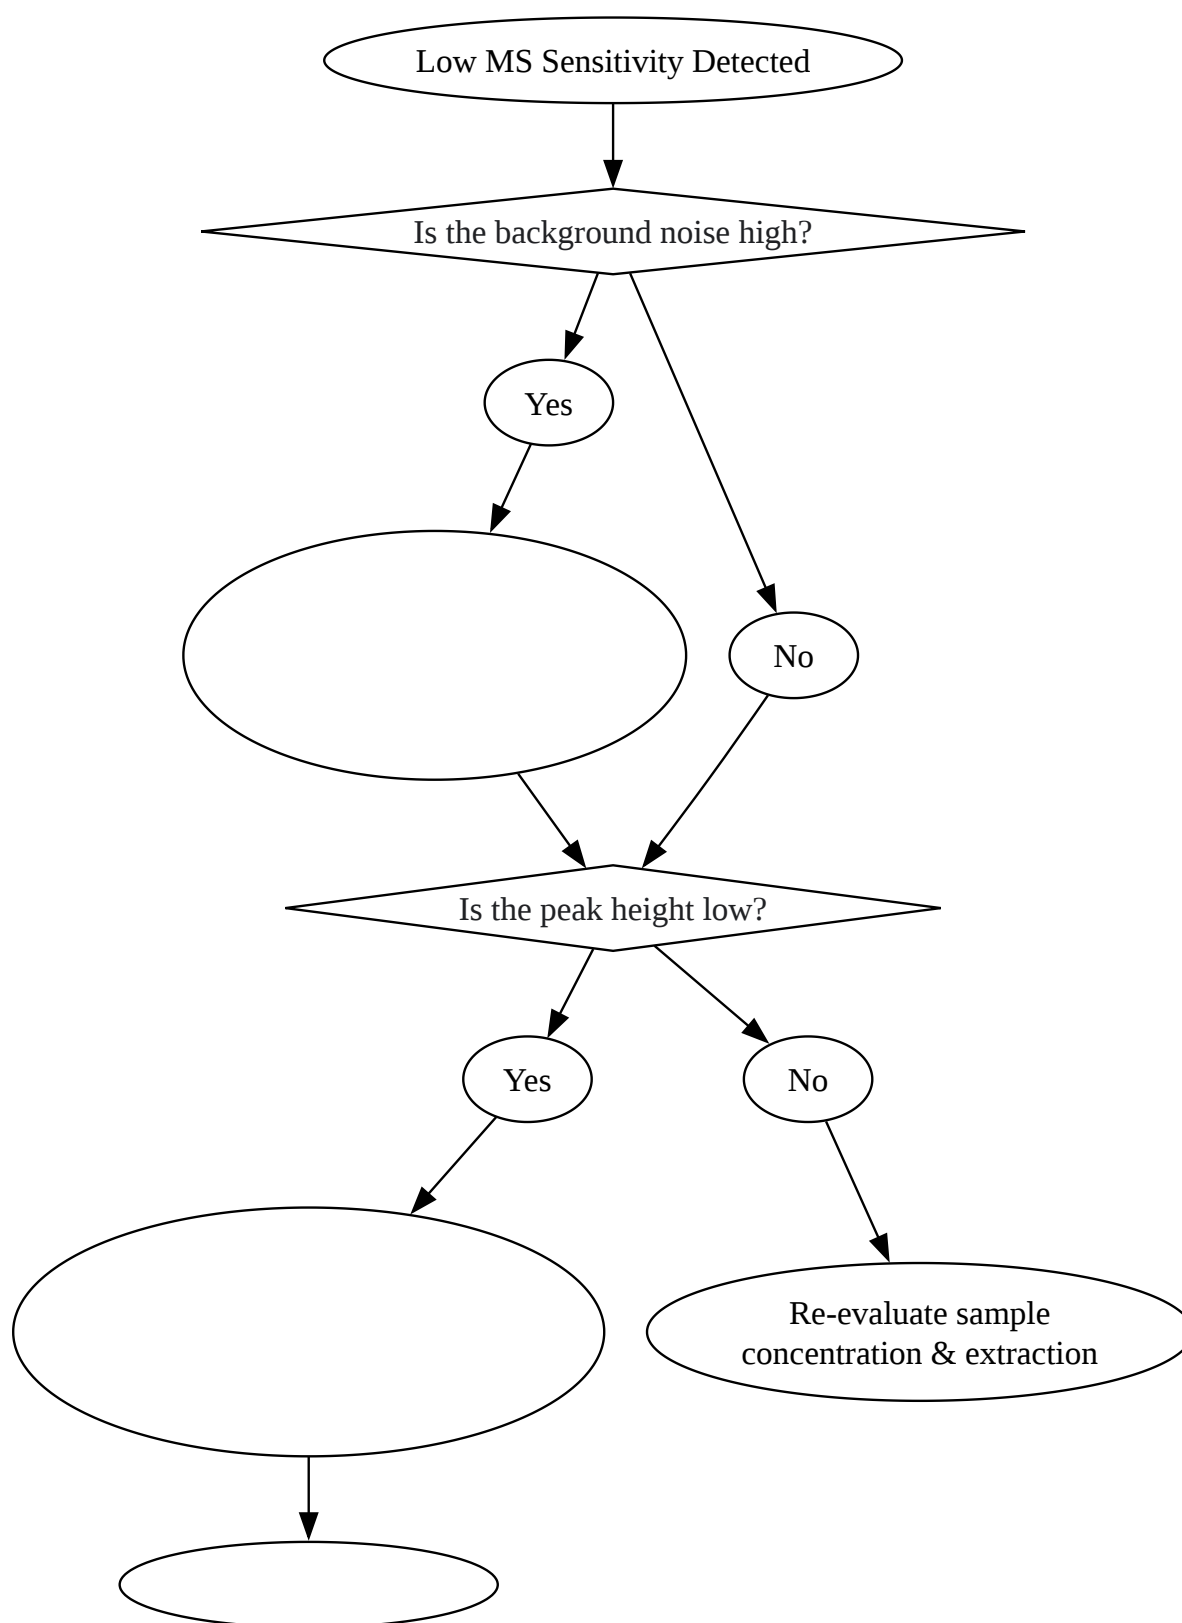 Low MS Sensitivity Detected
Is the background noise high?
Yes
No
Is the peak height low?
Yes
No
Re-evaluate sample
concentration & extraction